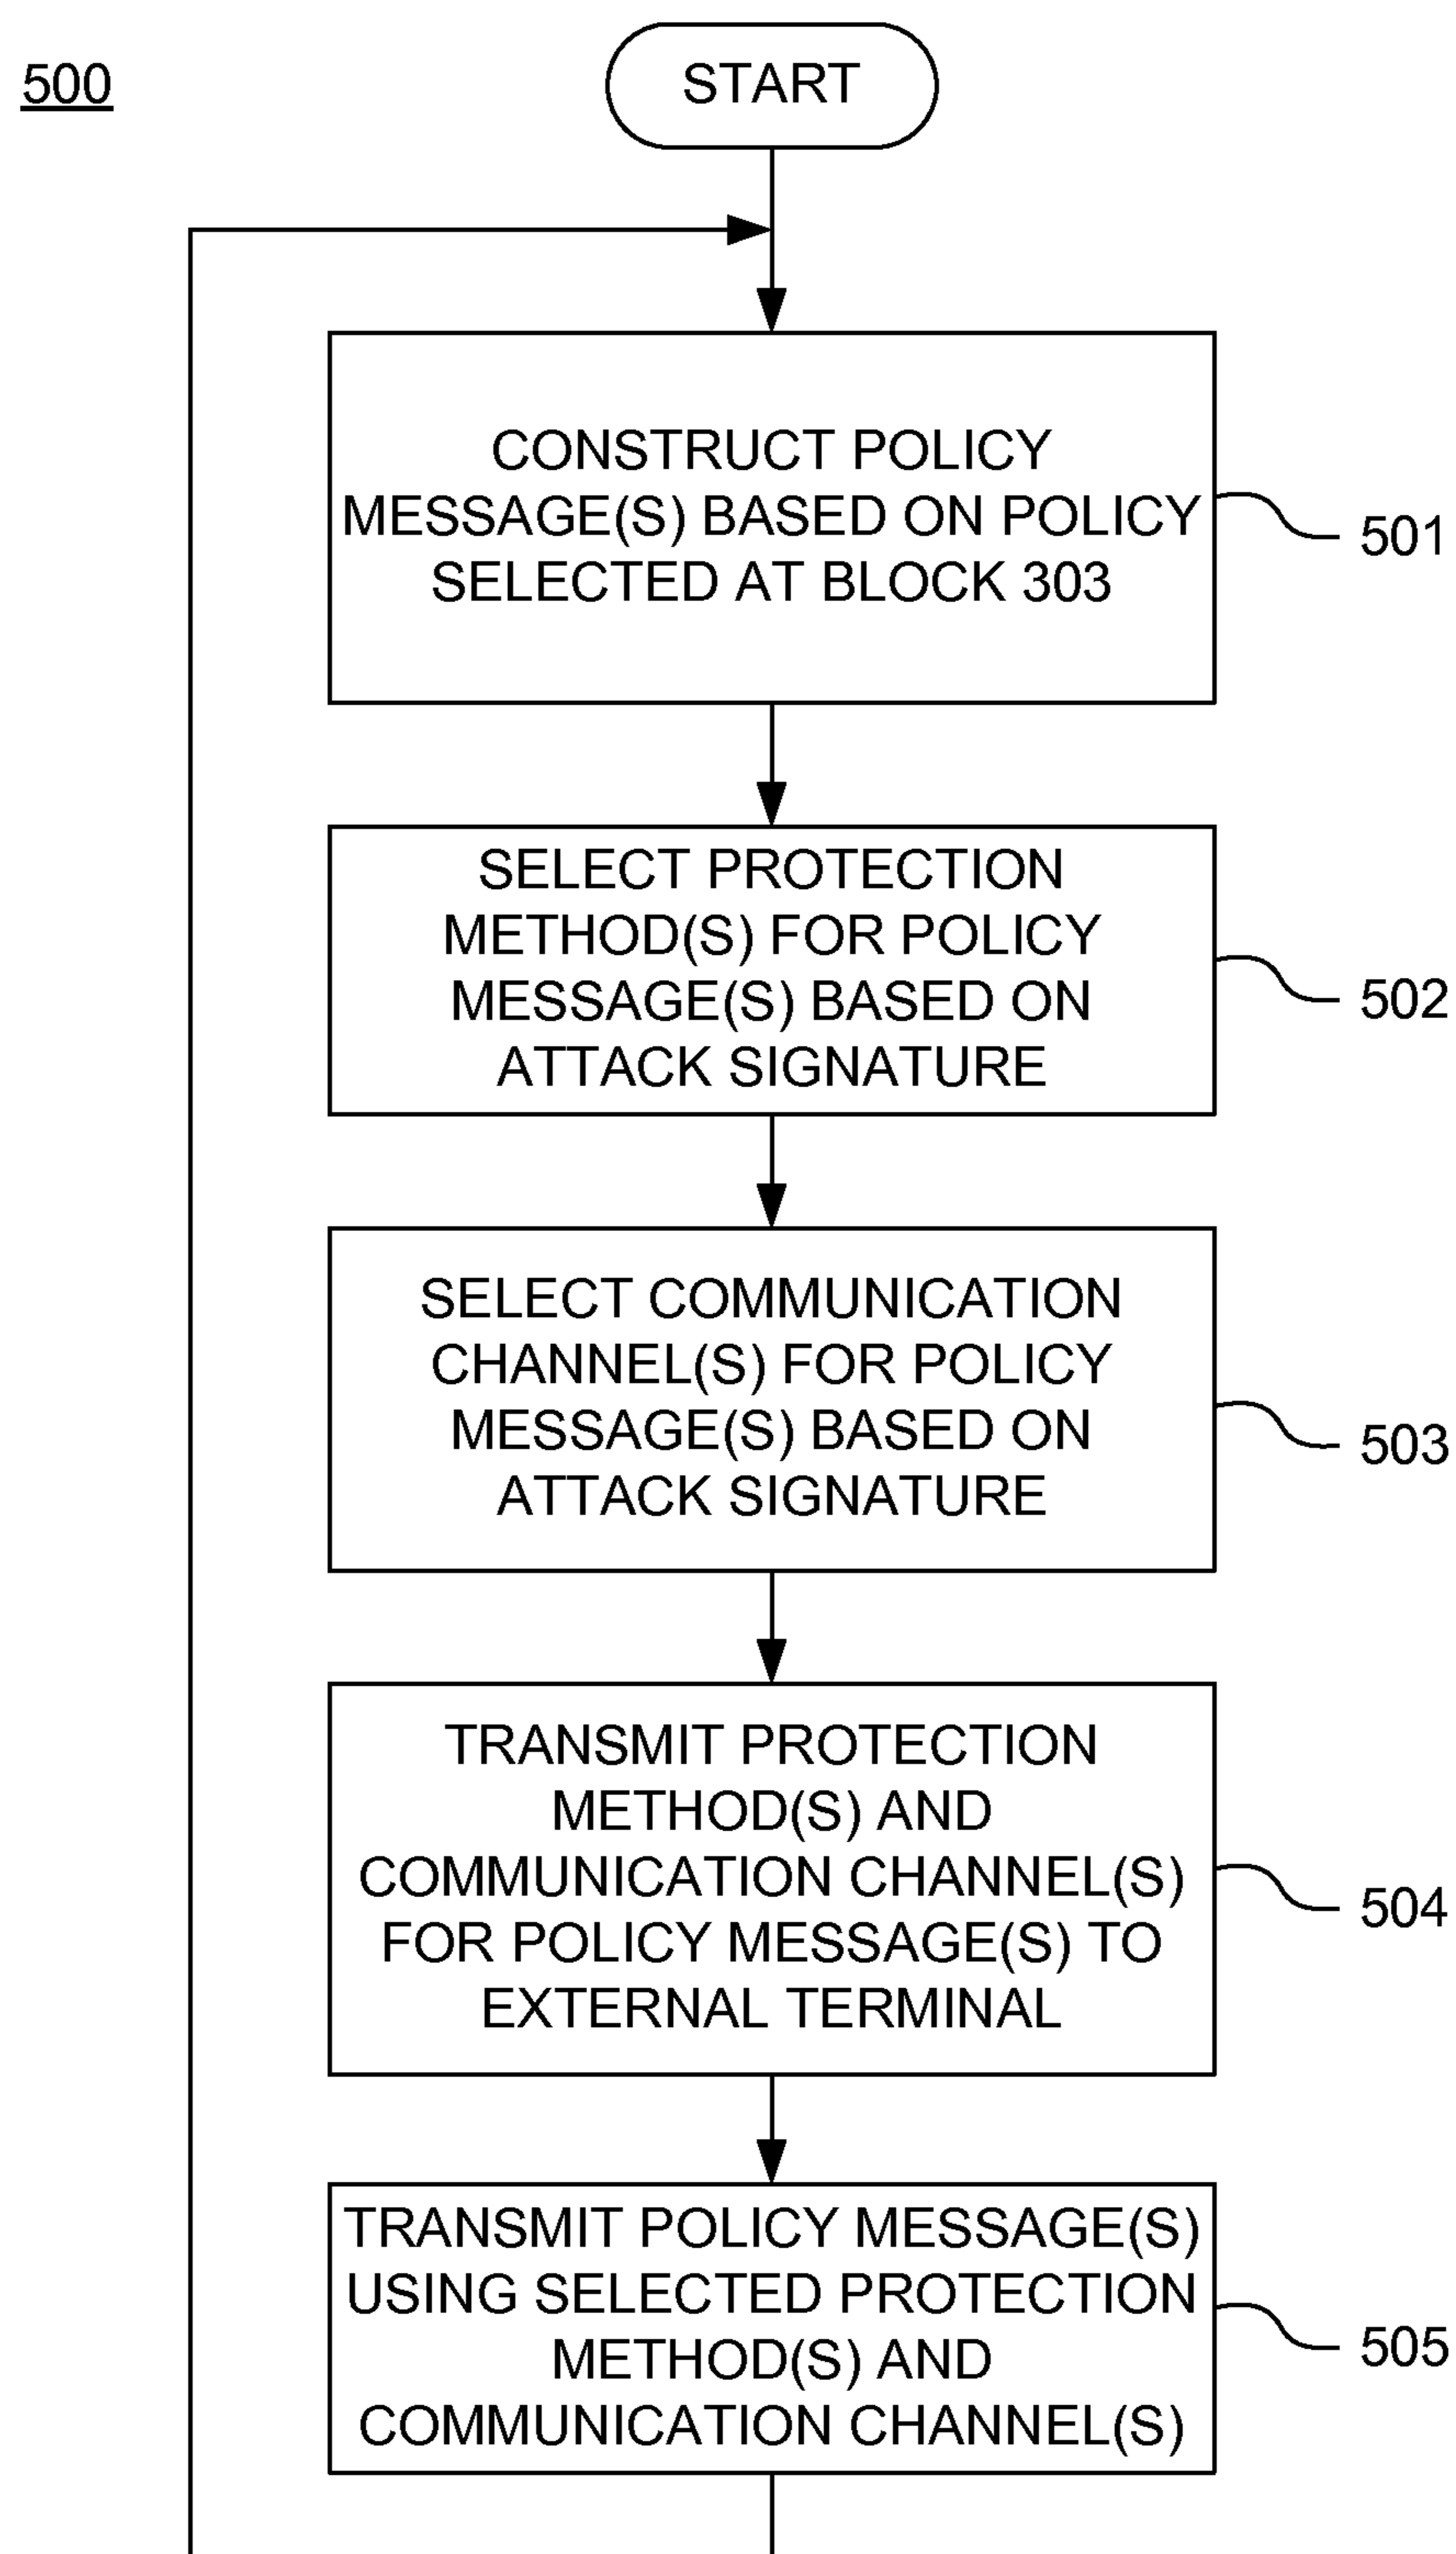 500
START
CONSTRUCT POLICY
MESSAGE(S) BASED ON POLICY
SELECTED AT BLOCK 303
501
SELECT PROTECTION
METHOD(S) FOR POLICY
MESSAGE(S) BASED ON
ATTACK SIGNATURE
502
SELECT COMMUNICATION
CHANNEL(S) FOR POLICY
MESSAGE(S) BASED ON
ATTACK SIGNATURE
503
TRANSMIT PROTECTION
METHOD(S) AND
COMMUNICATION CHANNEL(S)
FOR POLICY MESSAGE(S) TO
EXTERNAL TERMINAL
504
TRANSMIT POLICY MESSAGE(S)
USING SELECTED PROTECTION
METHOD(S) AND
COMMUNICATION CHANNEL(S)
505